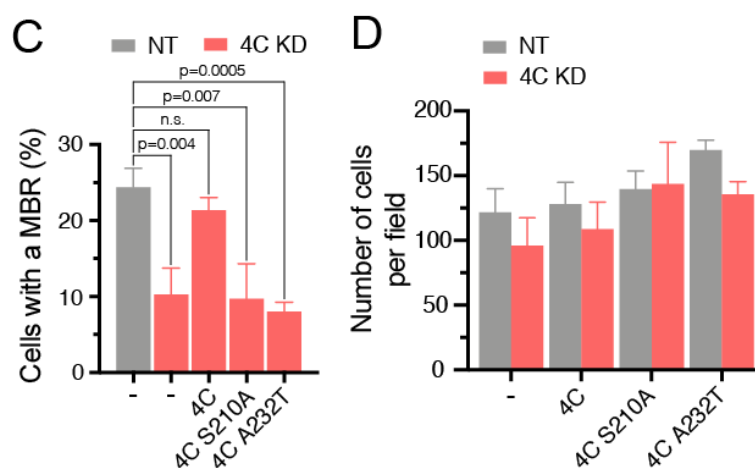 C
NT 4C KD
p=0.0005
p=0.007
n.s.
p=0.004
Cells with a MBR (%)
30
20
10
0
-
-
4C
4C S210A
4C A232T
D
NT
4C KD
Number of cells
per field
200
150
100
50
0
-
4C
4C S210A
4C A232T